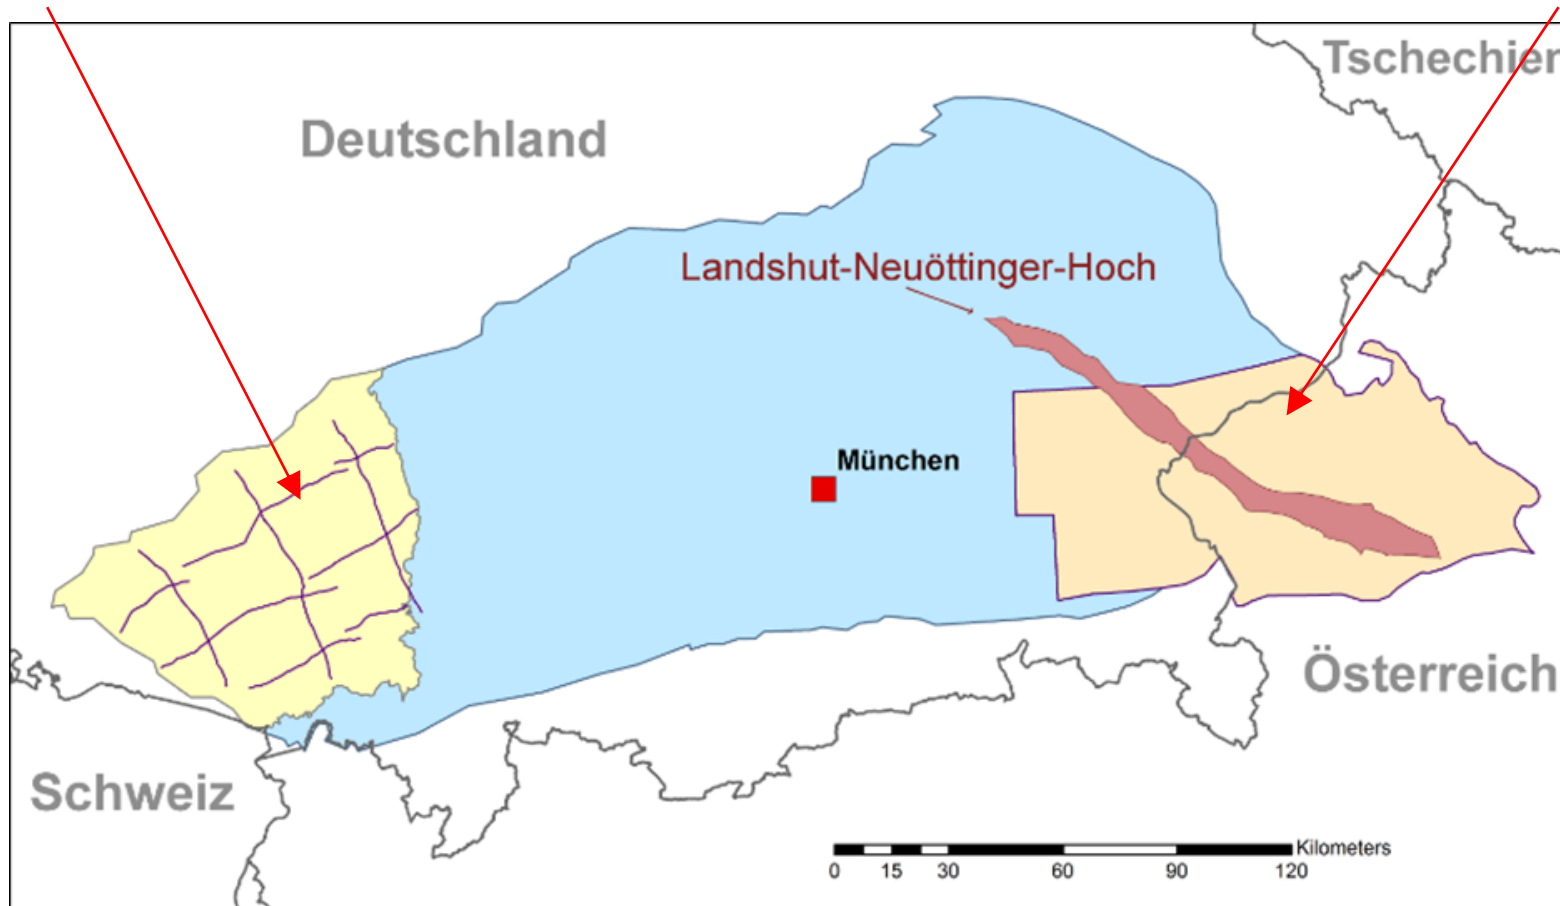 Tschechien
Deutschland
Landshut-Neuöttinger-Hoch
München
Österreich
Schweiz
Kilometers
0 15 30 60 90 120